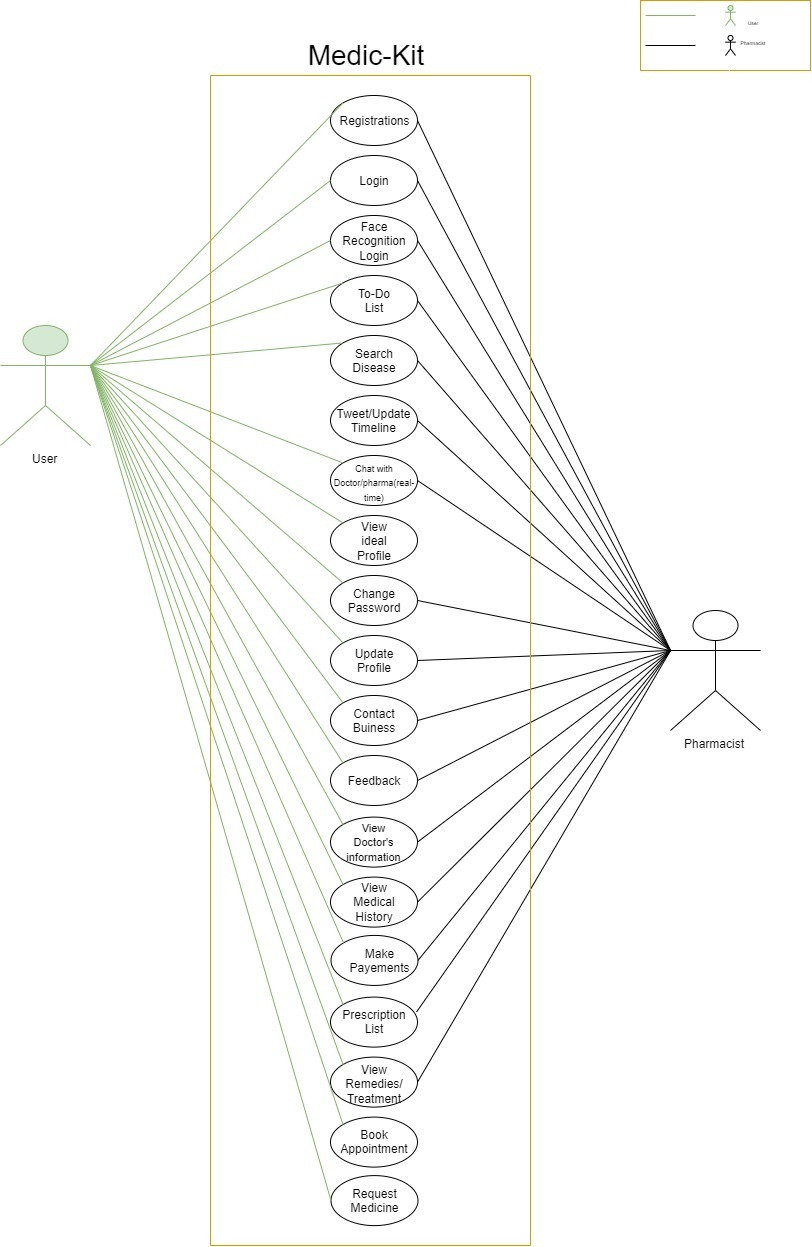 User
Pharmacist
Medic-Kit
Registrations
Login
Face
Recognition
Login
To-Do
List
Search
Disease
Tweet/Update
Timeline
Chat with
Doctor/pharma(real-
time)
View
ideal
Profile
Change
Password
Update
Profile
Contact
Buiness
Feedback
View
Doctor's
information
View
Medical
History
Make
Payements
Prescription
List
View
Remedies/
Treatment
Book
Appointment
Request
Medicine
User
Pharmacist